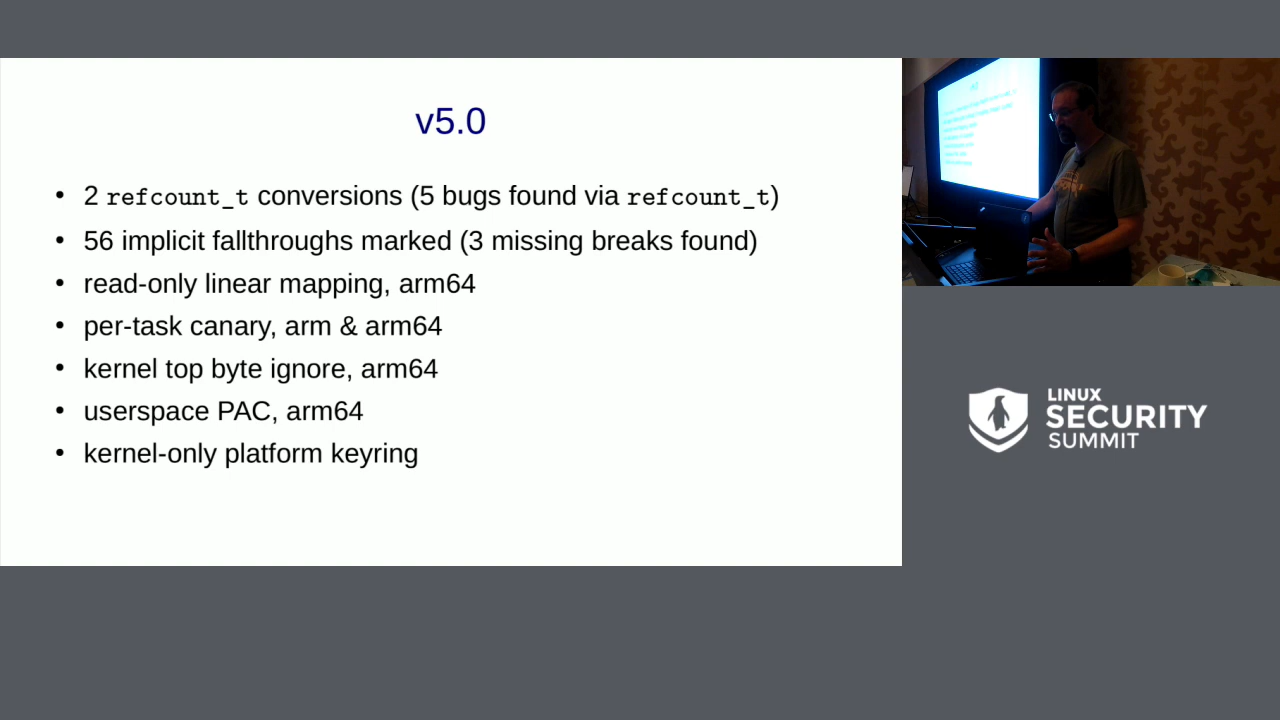 v5.0
• 2 refcount_t conversions (5 bugs found via refcount_t)
• 56 implicit fallthroughs marked (3 missing breaks found)
• read-only linear mapping, arm64
• per-task canary, arm & arm64
• kernel top byte ignore, arm64
• userspace PAC, arm64
• kernel-only platform keyring
LINUX
SECURITY
SUMMIT